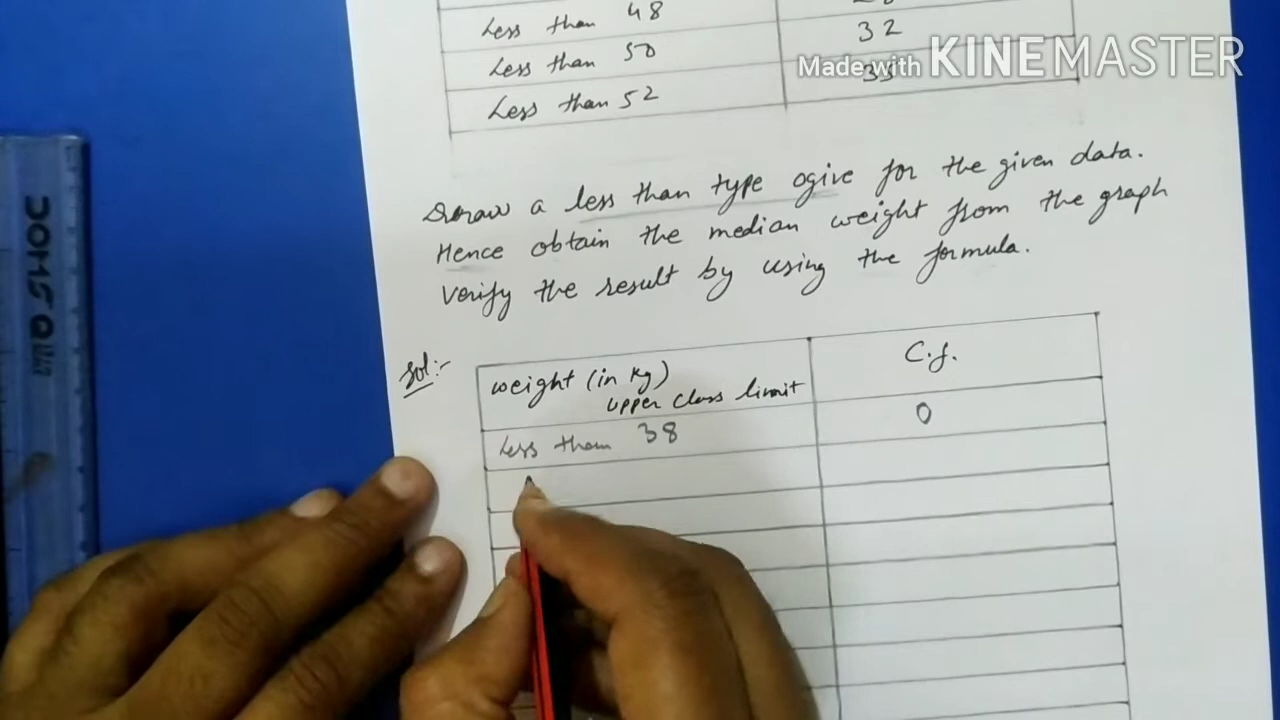 Less than 48
Less than 50 32
Less than 52
Made with KINEMASTER
Draw a less than type ogive for the given data.
Hence obtain the median weight from the graph
Verify the result by using the formula.
Sol:-
weight (in kg) C.f.
upper class limit
Less than 38 0
DOMS